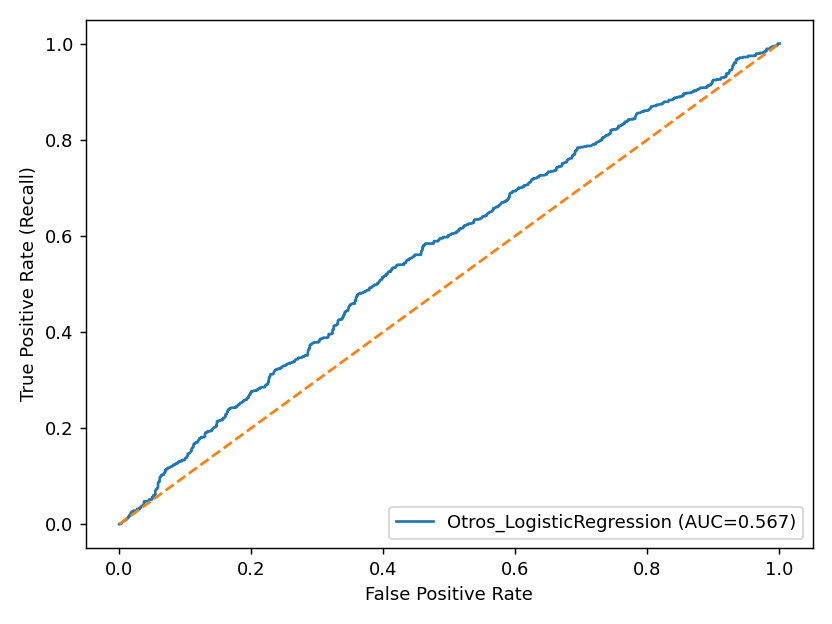 1.0
0.8
0.6
0.4
0.2
0.0
True Positive Rate (Recall)
Otros_LogisticRegression (AUC=0.567)
0.0 0.2 0.4 0.6 0.8 1.0
False Positive Rate